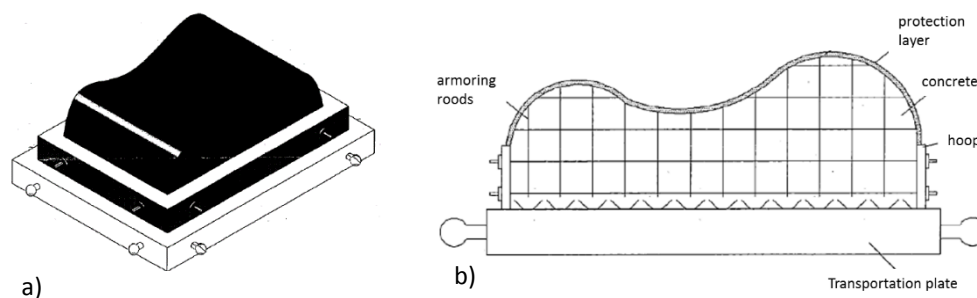 protection
layer
armoring
roods
concrete
hoop
Transportation plate
a)
b)